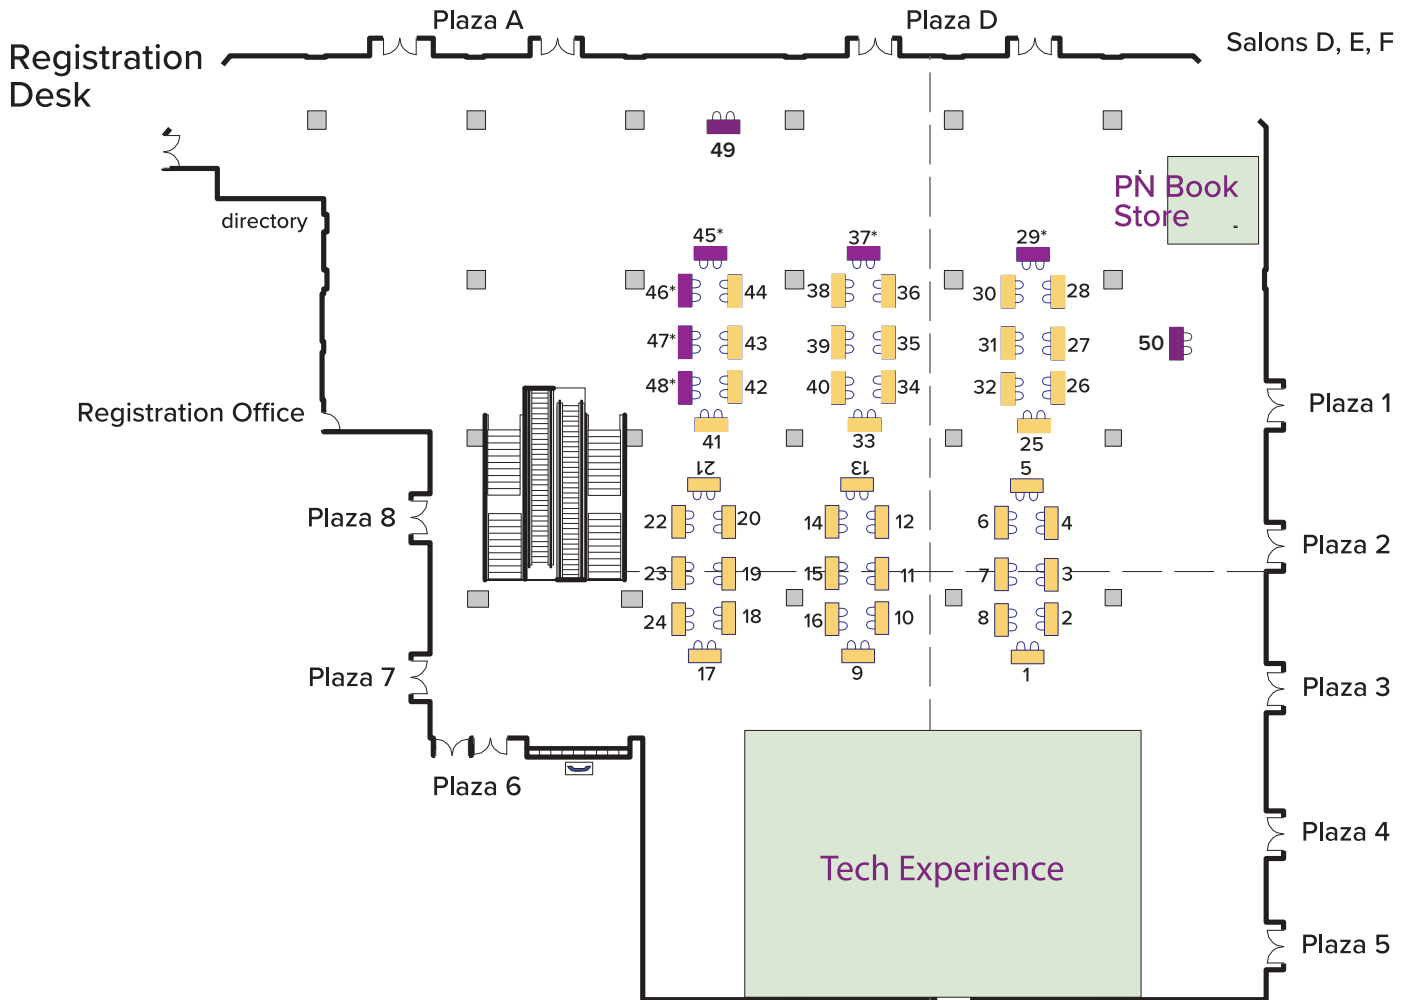 Plaza A
Plaza D
Salons D, E, F
Registration
Desk
49
PN Book
Store
directory
45*
37*
29*
46*
44
38
36
30
28
47*
43
39
35
31
27
50
48*
42
40
34
32
26
Plaza 1
Registration Office
41
33
25
21
13
5
22
20
14
12
6
4
Plaza 8
Plaza 2
23
19
15
11
7
3
24
18
16
10
8
2
17
9
1
Plaza 7
Plaza 3
Plaza 6
Plaza 4
Tech Experience
Plaza 5